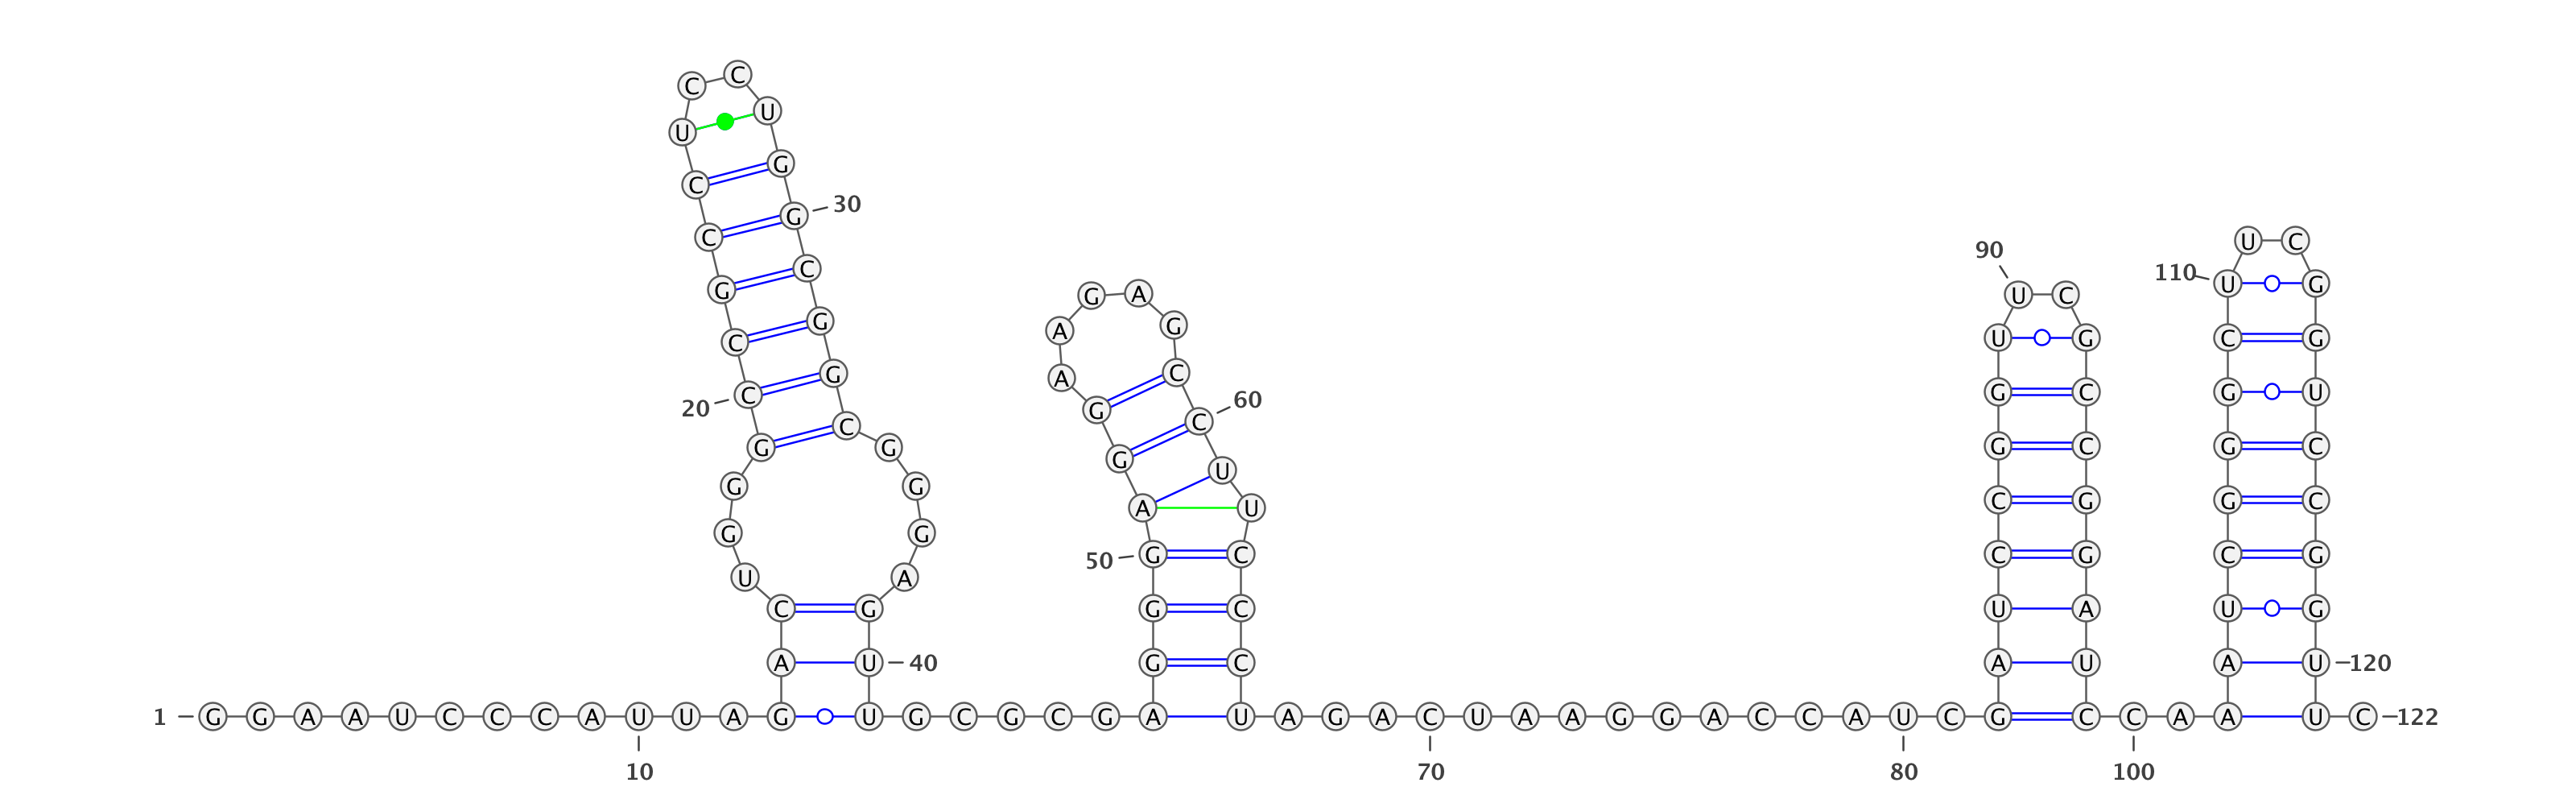 1
G G A A U C C C A U
10
U U A G A C U G G G
C
20
C G C C U C C U G G
30
C G G C G G G A G U
40
U G C G C G A G G G
50
A G G A A G A G C C
60
U U C C C U A G A C
70
U A A G G A C C A U
80
C G A U C C G G U U
90
C G C C G G A U C C
100
A A A U C G G G C U
110
U C G G U C C G G U
120
U C
122